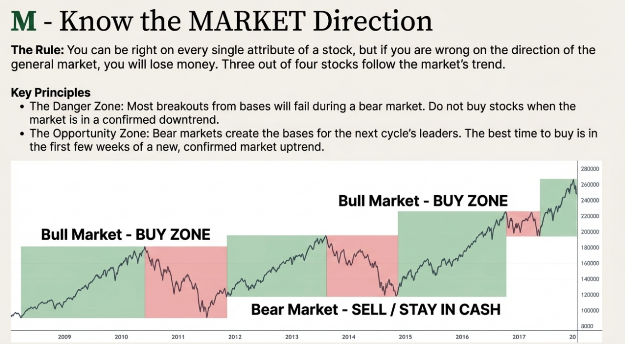 M - Know the MARKET Direction
The Rule: You can be right on every single attribute of a stock, but if you are wrong on the direction of the
general market, you will lose money. Three out of four stocks follow the market's trend.
Key Principles
• The Danger Zone: Most breakouts from bases will fail during a bear market. Do not buy stocks when the
market is in a confirmed downtrend.
• The Opportunity Zone: Bear markets create the bases for the next cycle's leaders. The best time to buy is in
the first few weeks of a new, confirmed market uptrend.
Bull Market - BUY ZONE
Bull Market - BUY ZONE
Bear Market - SELL / STAY IN CASH
280000
260000
240000
220000
200000
180000
160000
140000
120000
100000
8000
2009 2010 2011 2012 2013 2014 2015 2016 2017 20